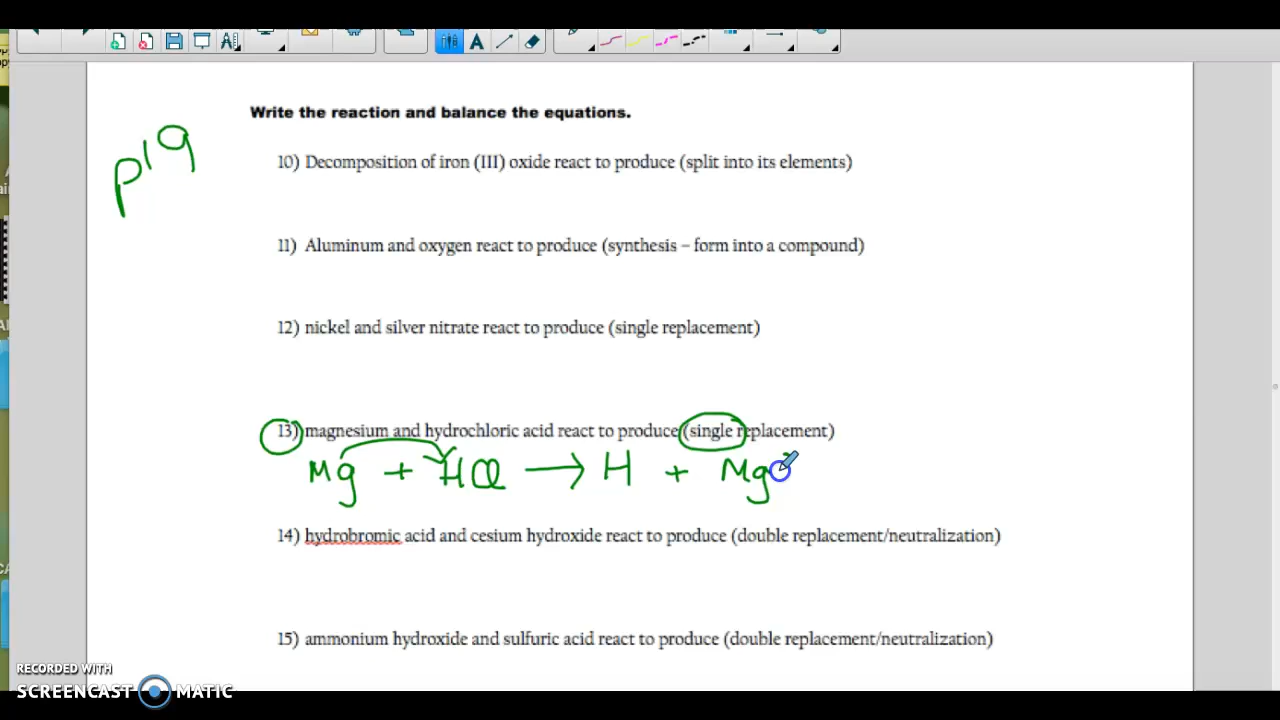 Write the reaction and balance the equations.
p19
10) Decomposition of iron (III) oxide react to produce (split into its elements)
11) Aluminum and oxygen react to produce (synthesis – form into a compound)
12) nickel and silver nitrate react to produce (single replacement)
13) magnesium and hydrochloric acid react to produce (single replacement)
Mg + HCl → H + Mg
14) hydrobromic acid and cesium hydroxide react to produce (double replacement/neutralization)
15) ammonium hydroxide and sulfuric acid react to produce (double replacement/neutralization)
RECORDED WITH
SCREENCAST MATIC